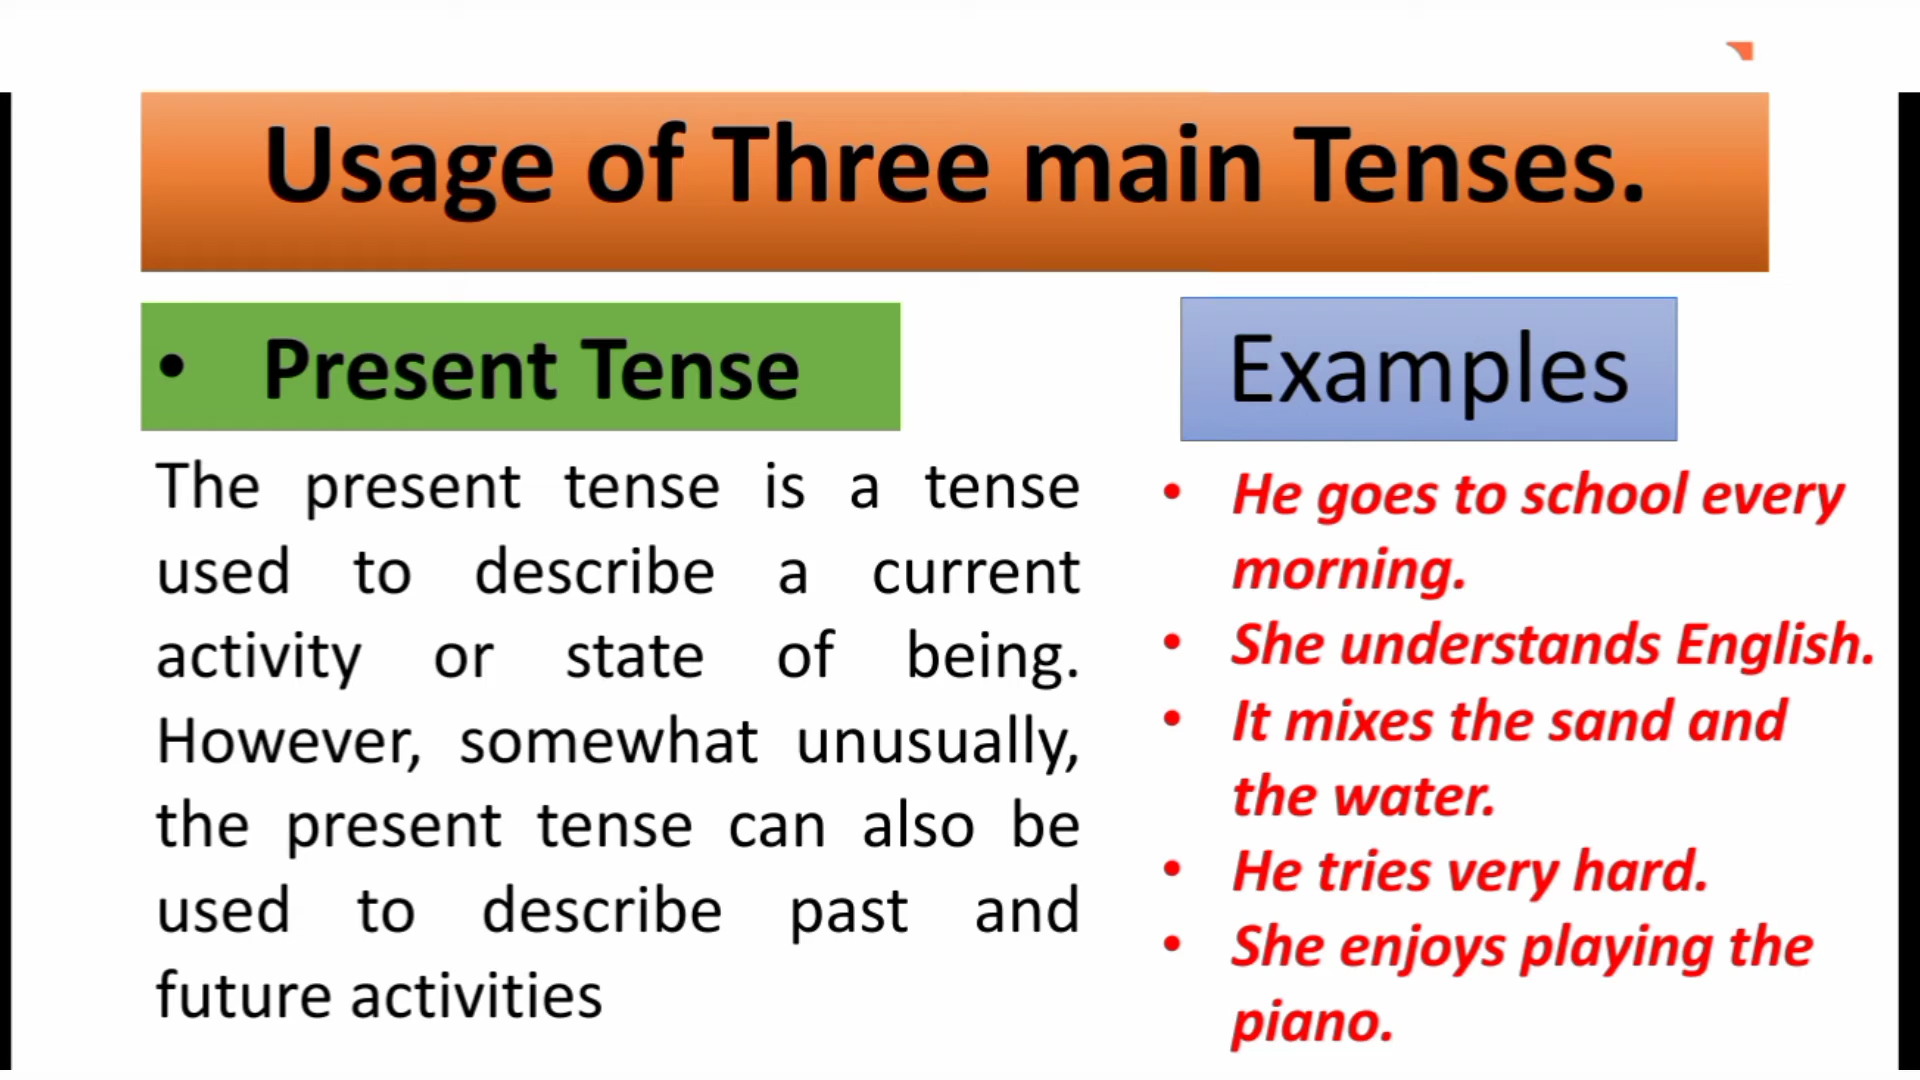 Usage of Three main Tenses.
• Present Tense
The present tense is a tense
used to describe a current
activity or state of being.
However, somewhat unusually,
the present tense can also be
used to describe past and
future activities
Examples
• He goes to school every
morning.
• She understands English.
• It mixes the sand and
the water.
• He tries very hard.
• She enjoys playing the
piano.